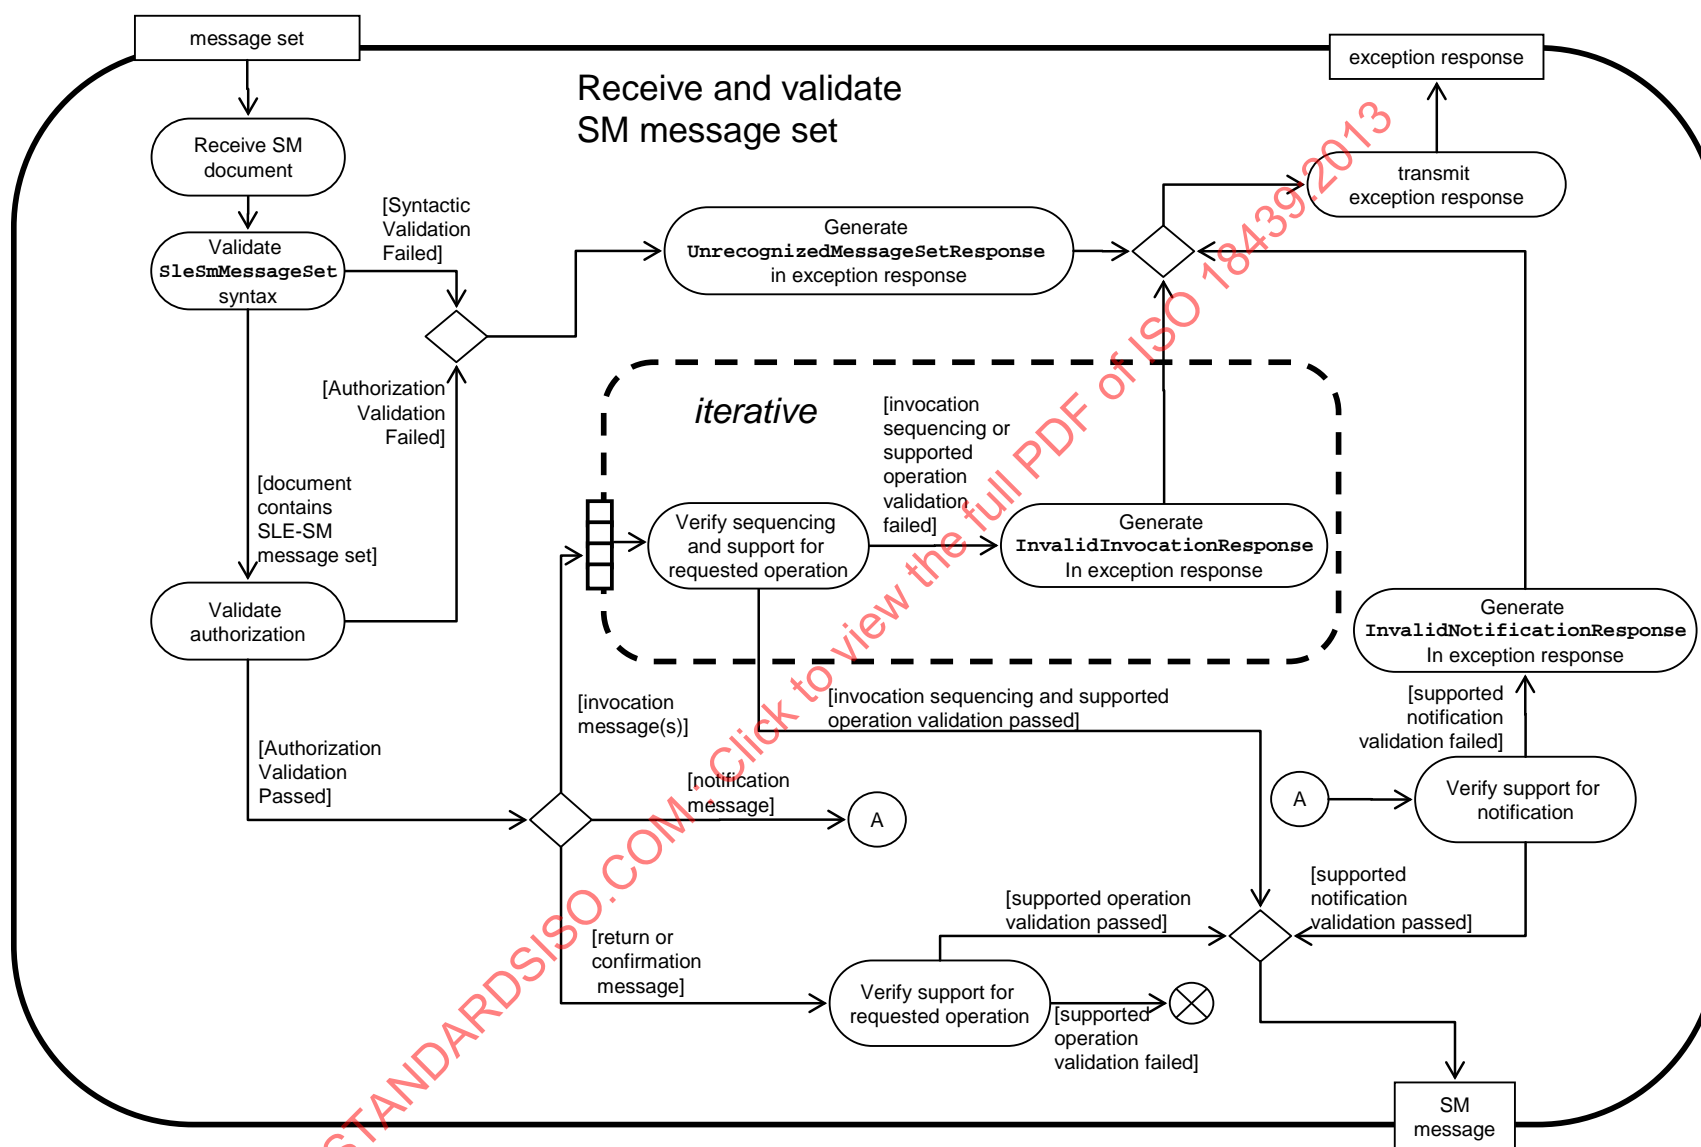 message set
exception response
Receive and validate
SM message set
Receive SM
document
transmit
exception response
[Syntactic
Validation
Failed]
Validate
SleSmMessageSet
syntax
Generate
UnrecognizedMessageSetResponse
in exception response
[Authorization
Validation
Failed]
iterative
[invocation
sequencing or
supported
operation
validation
failed]
[document
contains
SLE-SM
message set]
Verify sequencing
and support for
requested operation
Generate
InvalidInvocationResponse
In exception response
Validate
authorization
Generate
InvalidNotificationResponse
In exception response
[invocation
message(s)]
[invocation sequencing and supported
operation validation passed]
[supported
notification
validation failed]
[Authorization
Validation
Passed]
[notification
message]
A
A
Verify support for
notification
[supported operation
validation passed]
[supported
notification
validation passed]
[return or
confirmation
message]
Verify support for
requested operation
[supported
operation
validation failed]
SM
message
STANDARDSISO.COM : Click to view the full PDF of ISO 18439:2013